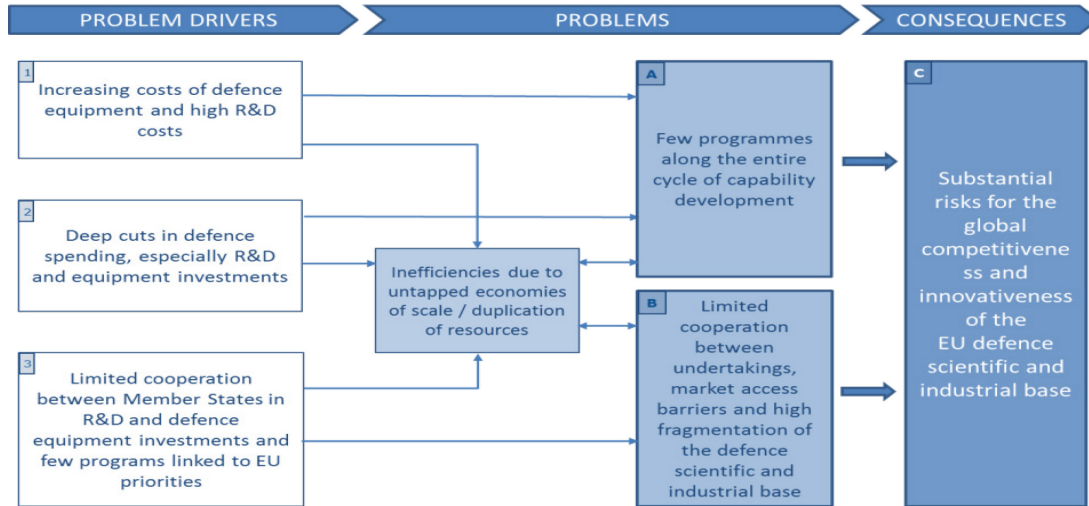 PROBLEM DRIVERS
PROBLEMS
CONSEQUENCES
1
Increasing costs of defence
equipment and high R&D
costs
2
Deep cuts in defence
spending, especially R&D
and equipment investments
3
Limited cooperation
between Member States in
R&D and defence
equipment investments and
few programs linked to EU
priorities
Inefficiencies due to
untapped economies
of scale / duplication
of resources
A
Few programmes
along the entire
cycle of capability
development
B
Limited
cooperation
between
undertakings,
market access
barriers and high
fragmentation of
the defence
scientific and
industrial base
C
Substantial
risks for the
global
competitivene
ss and
innovativeness
of the
EU defence
scientific and
industrial base